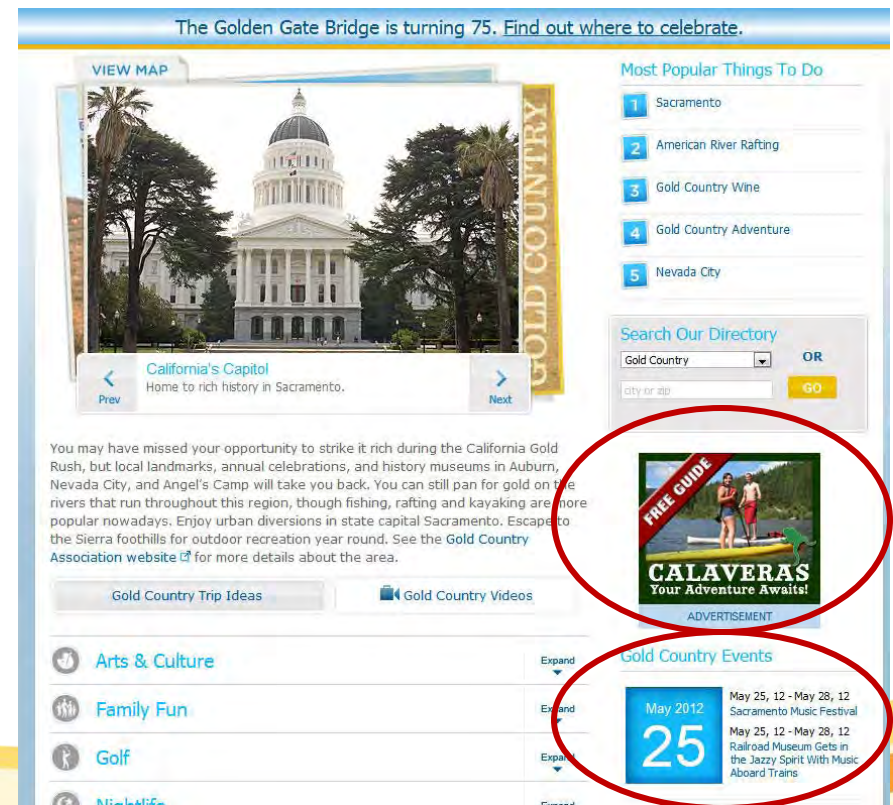 The Golden Gate Bridge is turning 75. Find out where to celebrate.
VIEW MAP
GOLD COUNTRY
California's Capitol
Home to rich history in Sacramento.
Prev
Next
You may have missed your opportunity to strike it rich during the California Gold
Rush, but local landmarks, annual celebrations, and history museums in Auburn,
Nevada City, and Angel's Camp will take you back. You can still pan for gold on the
rivers that run throughout this region, though fishing, rafting and kayaking are more
popular nowadays. Enjoy urban diversions in state capital Sacramento. Escape to
the Sierra foothills for outdoor recreation year round. See the Gold Country
Association website for more details about the area.
Gold Country Trip Ideas
Gold Country Videos
Arts & Culture
Expand
Family Fun
Expand
Golf
Expand
Nightlife
Expand
Most Popular Things To Do
1 Sacramento
2 American River Rafting
3 Gold Country Wine
4 Gold Country Adventure
5 Nevada City
Search Our Directory
Gold Country
OR
city or zip
GO
FREE GUIDE
CALAVERAS
Your Adventure Awaits!
ADVERTISEMENT
Gold Country Events
May 2012
25
May 25, 12 - May 28, 12
Sacramento Music Festival
May 25, 12 - May 28, 12
Railroad Museum Gets in
the Jazzy Spirit With Music
Aboard Trains